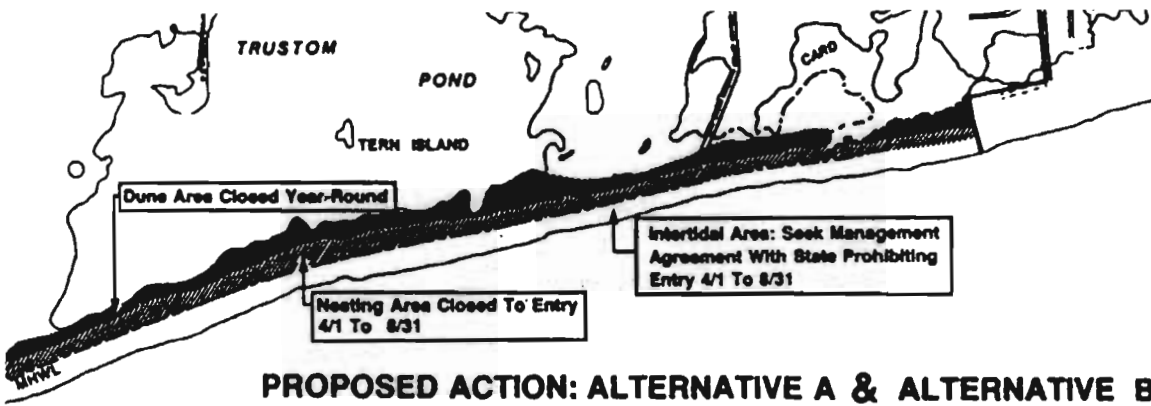 TRUSTOM
POND
CARD
TERN ISLAND
Dune Area Closed Year-Round
Intertidal Area: Seek Management
Agreement With State Prohibiting
Entry 4/1 To 8/31
Nesting Area Closed To Entry
4/1 To 8/31
MHWL
PROPOSED ACTION: ALTERNATIVE A & ALTERNATIVE B